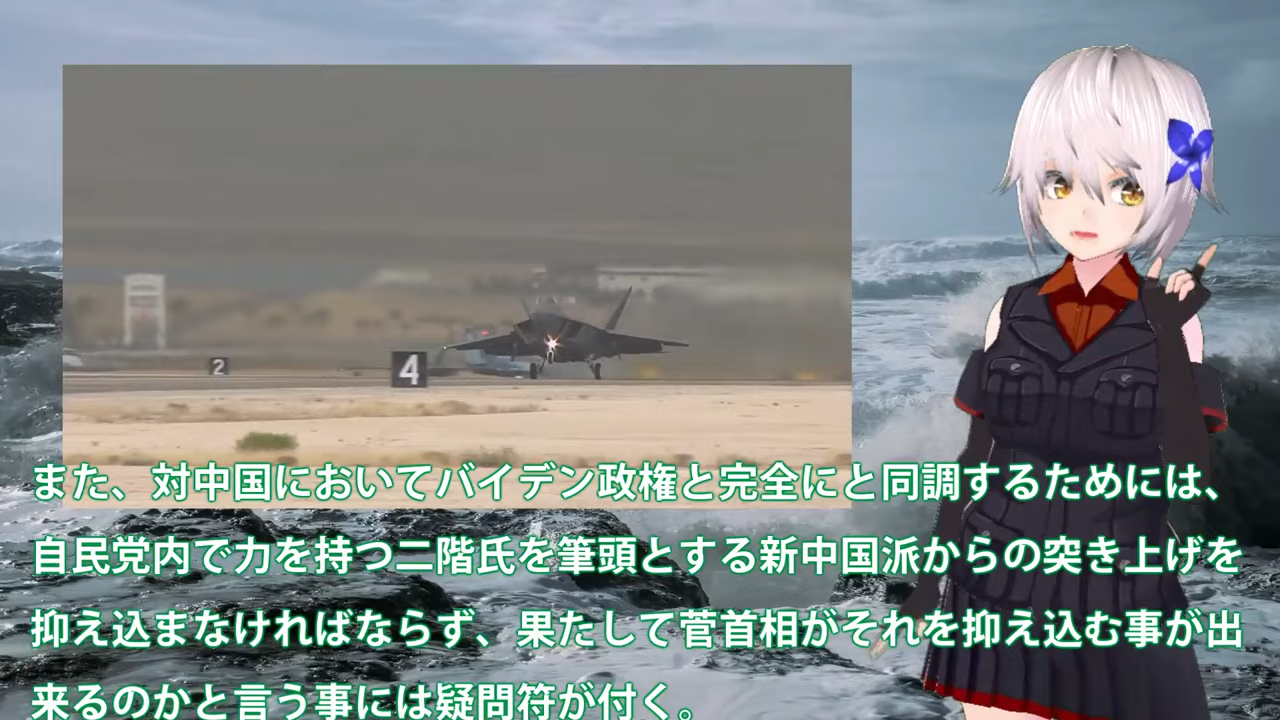 2
4
また、対中国においてバイデン政権と完全にと同調するためには、
自民党内で力を持つ二階氏を筆頭とする新中国派からの突き上げを
抑え込まなければならず、果たして菅首相がそれを抑え込む事が出
来るのかと言う事には疑問符が付く。